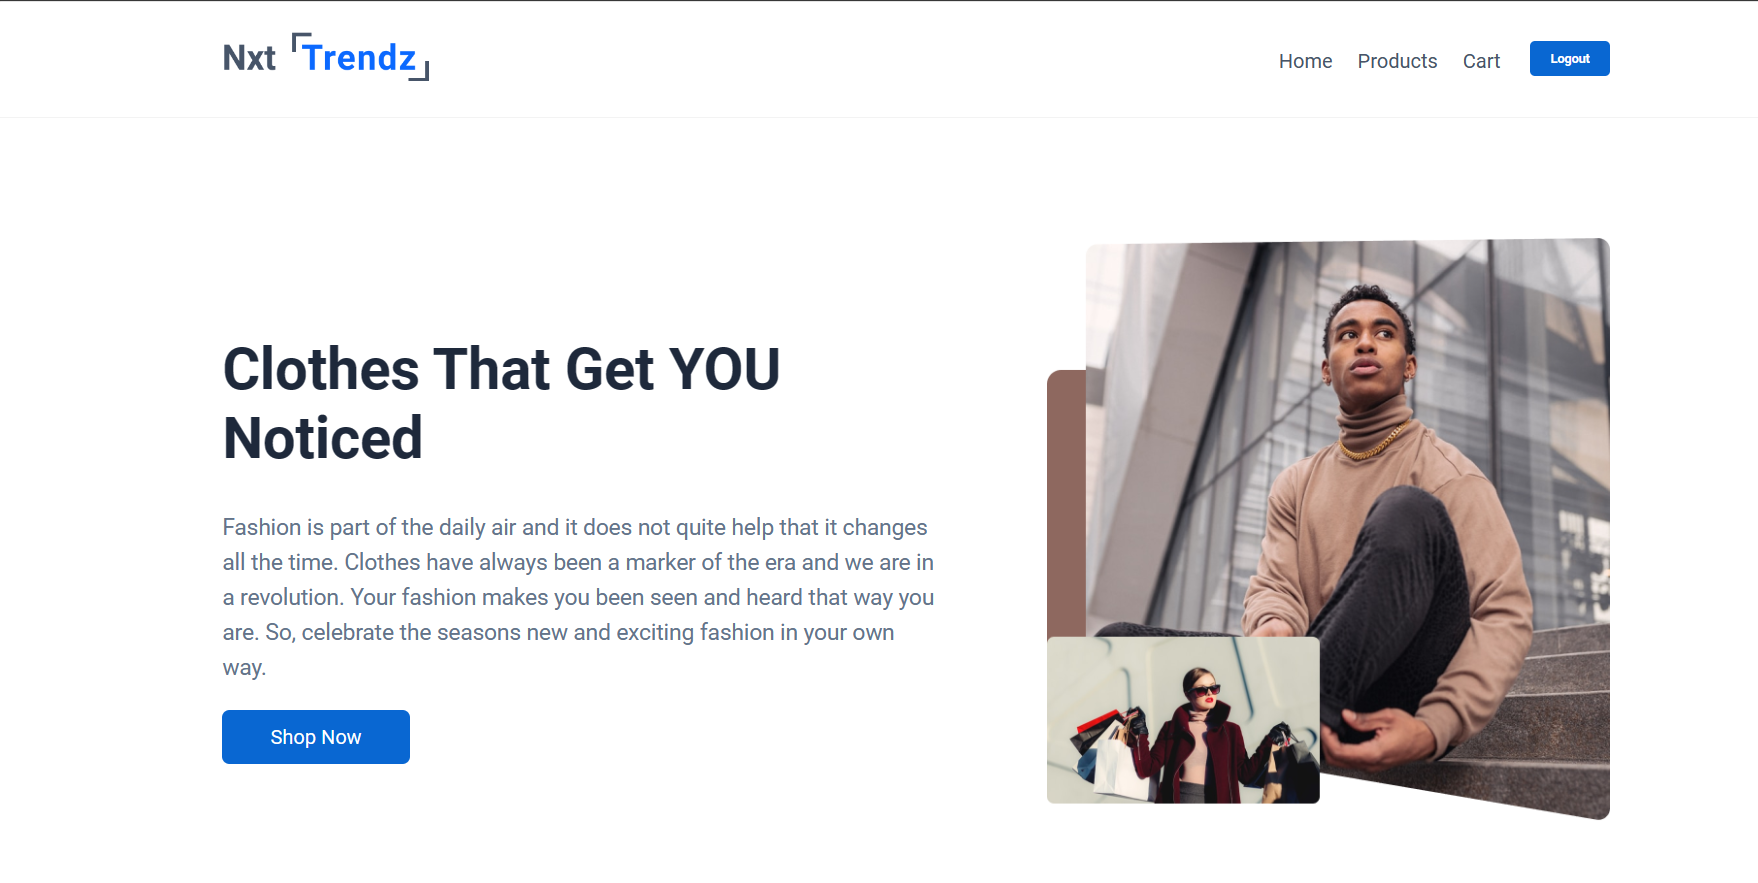 Nxt Trendz
Home Products Cart Logout
Clothes That Get YOU
Noticed
Fashion is part of the daily air and it does not quite help that it changes
all the time. Clothes have always been a marker of the era and we are in
a revolution. Your fashion makes you been seen and heard that way you
are. So, celebrate the seasons new and exciting fashion in your own
way.
Shop Now